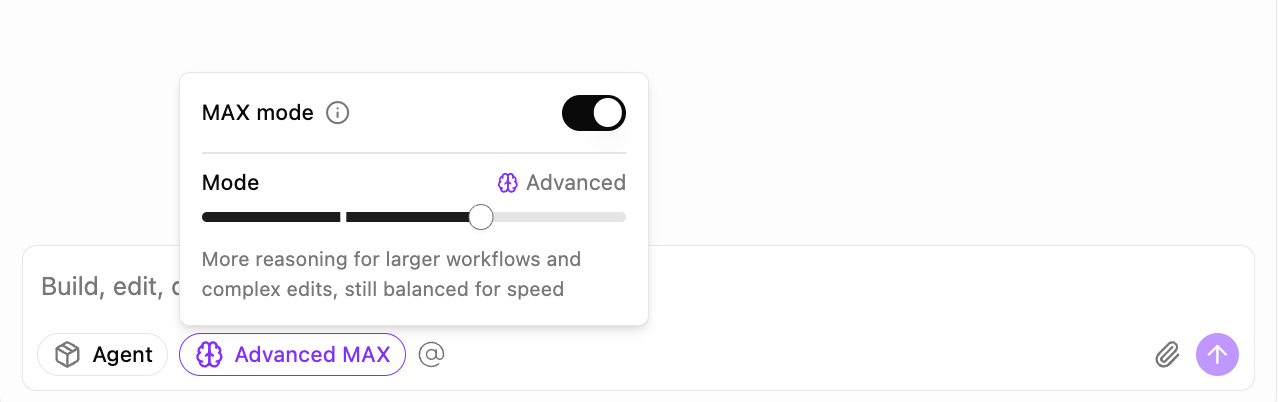 MAX mode
Mode
Advanced
More reasoning for larger workflows and
complex edits, still balanced for speed
Build, edit,
Agent
Advanced MAX
@